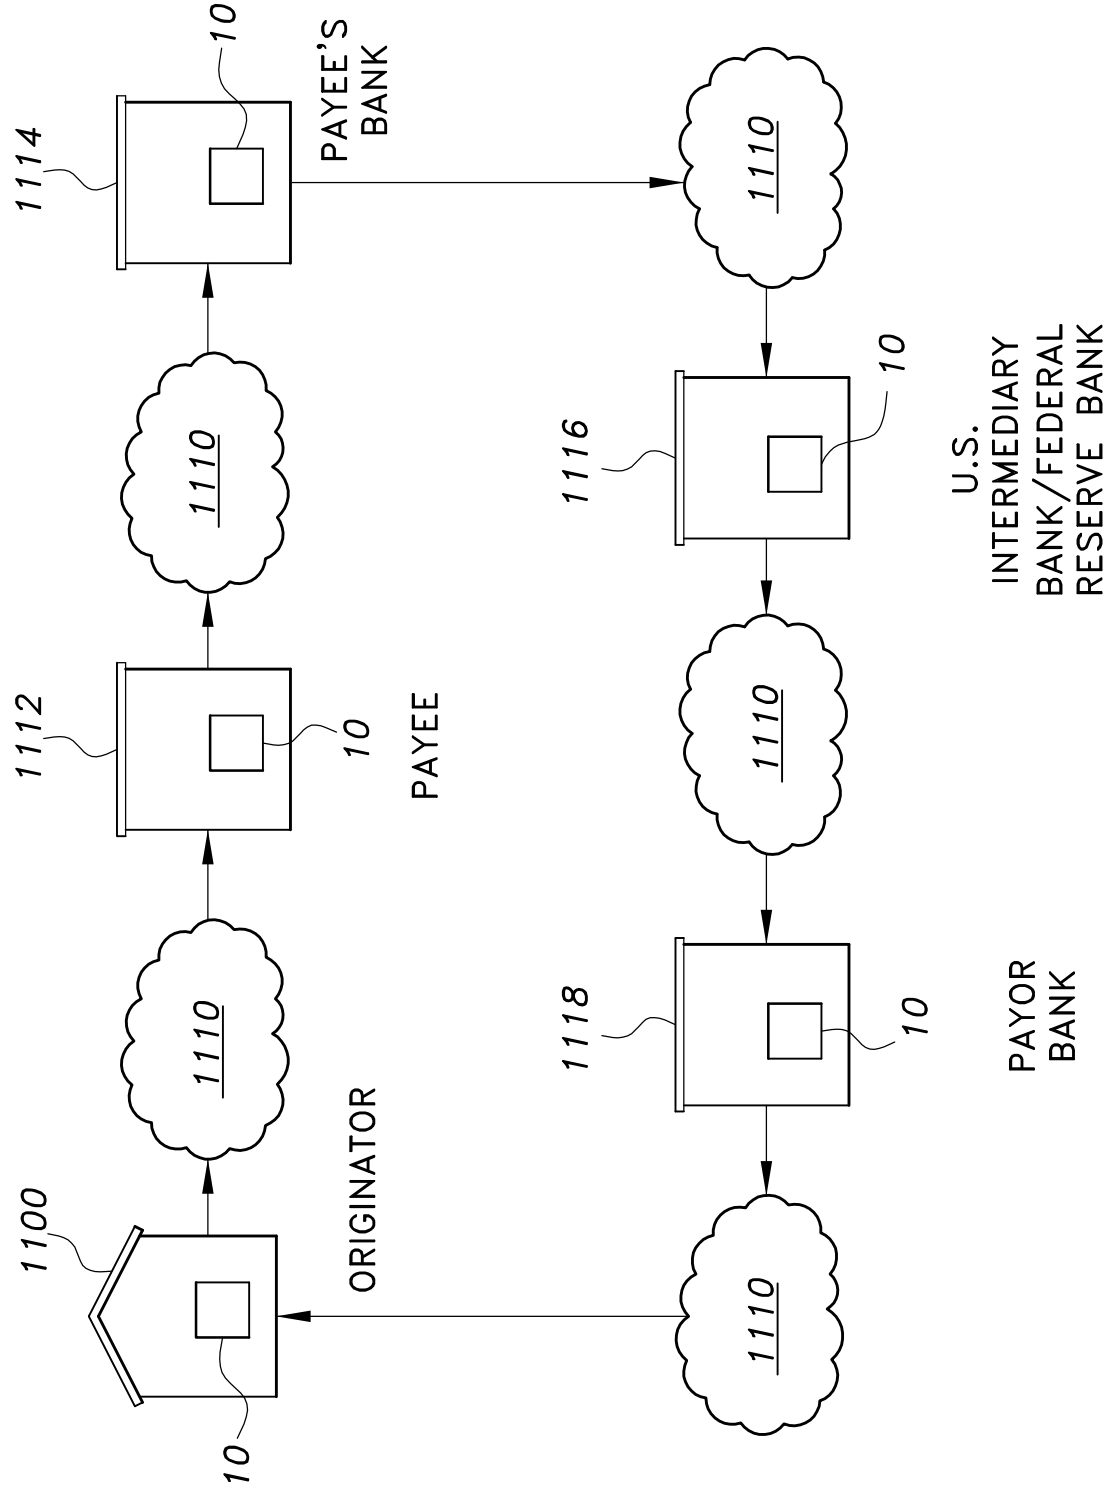 1100
10
ORIGINATOR
1110
1112
10
PAYEE
1110
1114
10
PAYEE'S
BANK
1110
1118
10
PAYOR
BANK
1110
1116
10
U.S.
INTERMEDIARY
BANK/FEDERAL
RESERVE BANK
1110